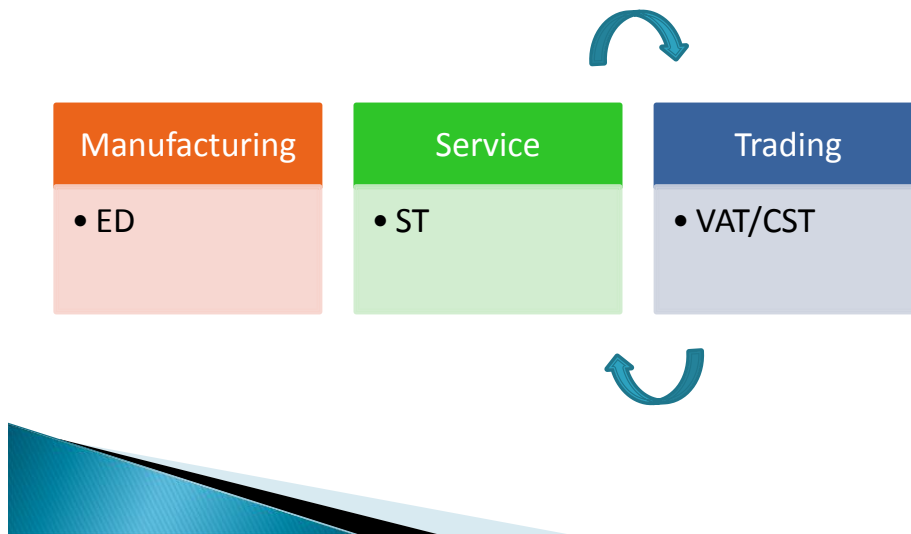 Manufacturing
• ED
Service
• ST
Trading
• VAT/CST